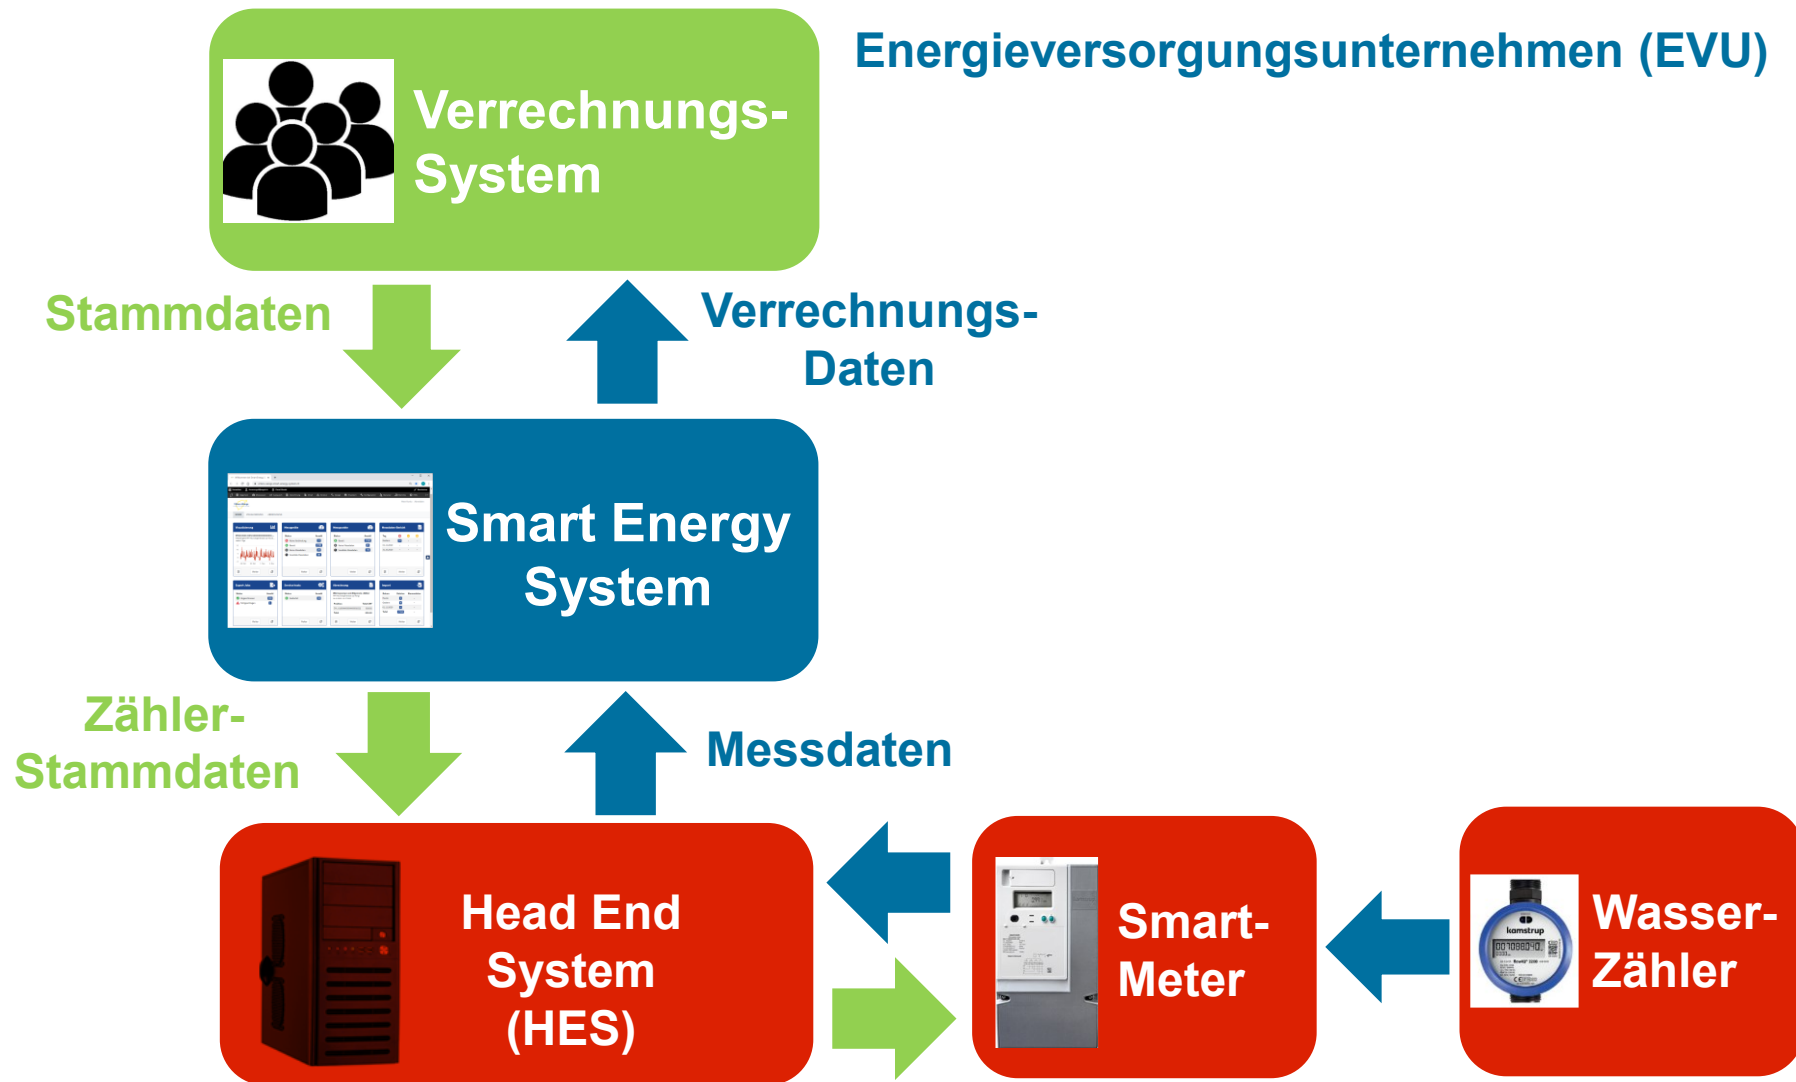 Energieversorgungsunternehmen (EVU)
Verrechnungs-
System
Stammdaten
Verrechnungs-
Daten
Smart Energy
System
Zähler-
Stammdaten
Messdaten
Head End
System
(HES)
Smart-
Meter
kamstrup
Wasser-
Zähler